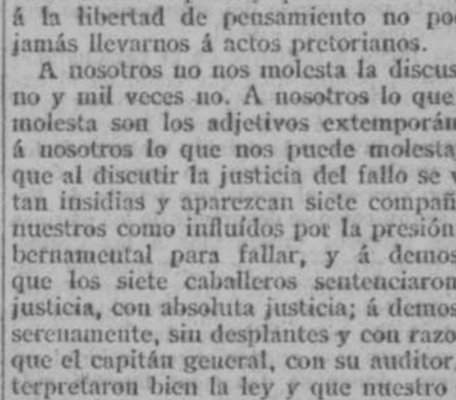 á la libertad de pensamiento no po
jamás llevarnos á actos pretorianos.
A nosotros no nos molesta la discus
no y mil veces no. A nosotros lo que
molesta son los adjetivos extemporán
á nosotros lo que nos puede molesta
que al discutir la justicia del fallo se v
tan insidias y aparezcan siete compañ
nuestros como influídos por la presión
bernamental para fallar, y á demos
que los siete caballeros sentenciaron
justicia, con absoluta justicia; á demos
serenamente, sin desplantes y con razo
que el capitán general, con su auditor,
terpretaron bien la ley y que nuestro